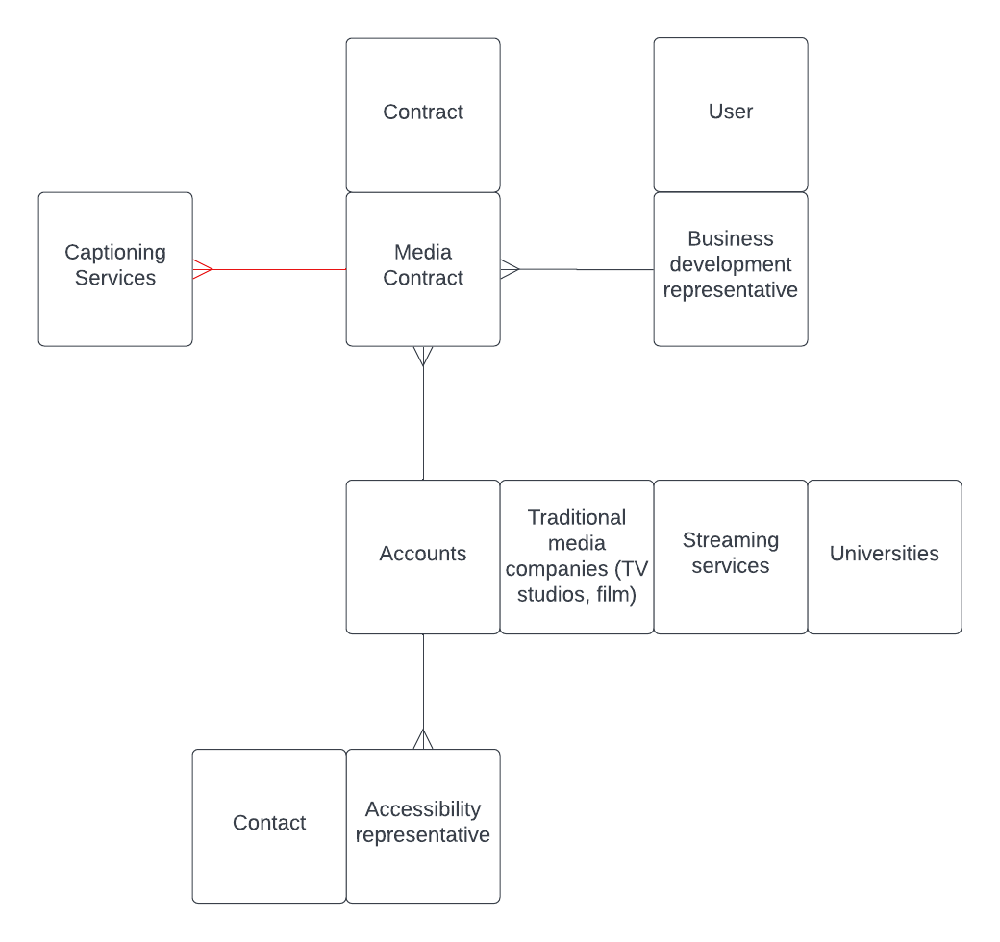 Contract
User
Captioning
Services
Media
Contract
Business
development
representative
Accounts
Traditional
media
companies (TV
studios, film)
Streaming
services
Universities
Contact
Accessibility
representative